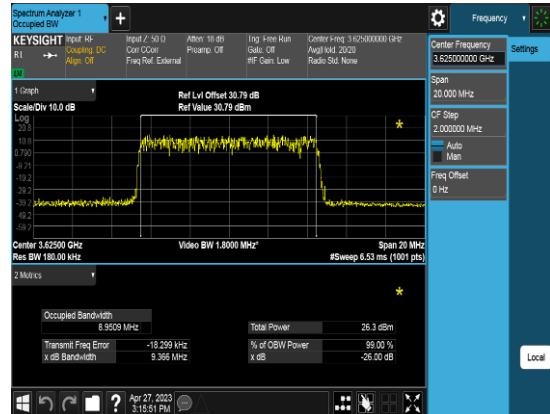 Spectrum Analyzer 1
Occupied BW
+
Frequency
KEYSIGHT
R1
Input: RF
Coupling: DC
Align: Off
Input Z: 50 Ω
Corr CCorr
Freq Ref: External
Atten: 18 dB
Preamp: Off
Trig: Free Run
Gate: Off
#IF Gain: Low
Center Freq: 3.625000000 GHz
Avg|Hold: 20/20
Radio Std: None
Center Frequency
3.625000000 GHz
Settings
Span
20.000 MHz
CF Step
2.000000 MHz
Auto
Man
Freq Offset
0 Hz
1 Graph
Scale/Div 10.0 dB
Ref Lvl Offset 30.79 dB
Ref Value 30.79 dBm
Log
20.8
10.8
0.790
-9.21
-19.2
-29.2
-39.2
-49.2
-59.2
Center 3.62500 GHz
Res BW 180.00 kHz
Video BW 1.8000 MHz*
Span 20 MHz
#Sweep 6.53 ms (1001 pts)
2 Metrics
Occupied Bandwidth
8.9509 MHz
Total Power 26.3 dBm
Transmit Freq Error -18.299 kHz
% of OBW Power 99.00 %
x dB Bandwidth 9.366 MHz
x dB -26.00 dB
Local
?
Apr 27, 2023
3:15:51 PM